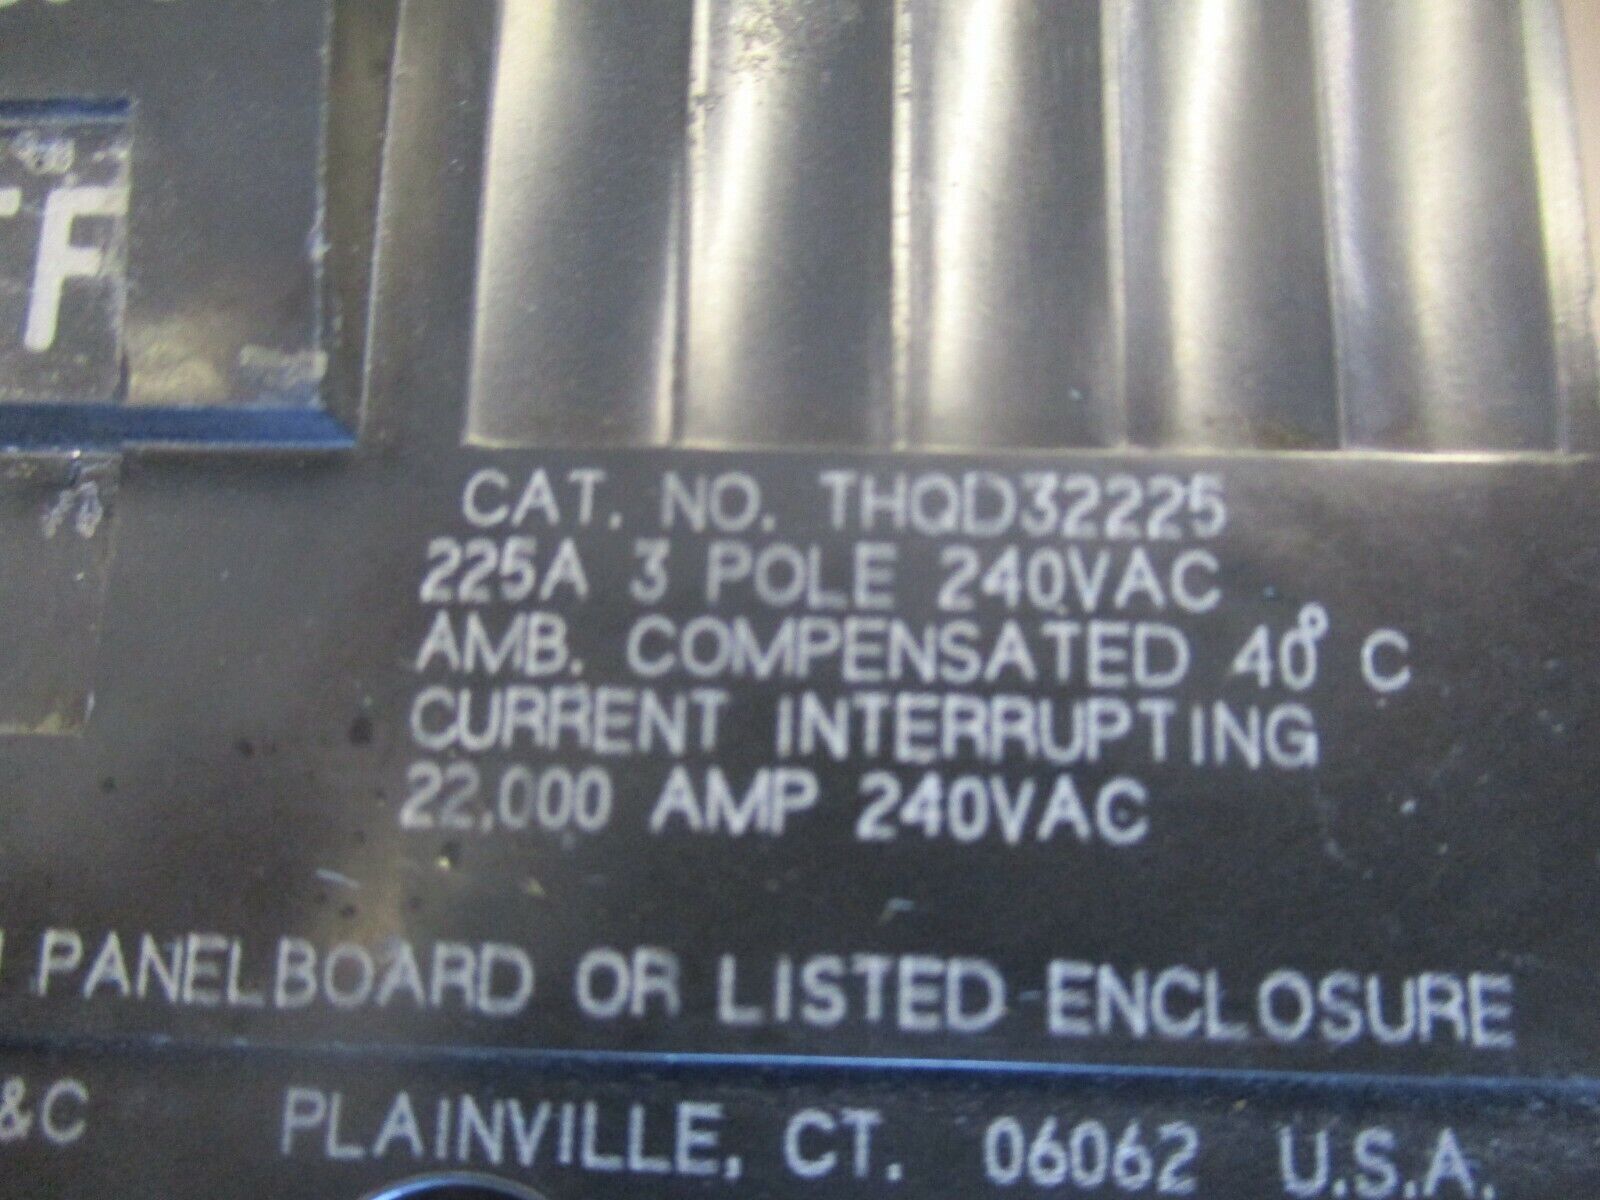 CAT. NO. THQD32225
225A 3 POLE 240VAC
AMB. COMPENSATED 40° C
CURRENT INTERRUPTING
22,000 AMP 240VAC
PANELBOARD OR LISTED ENCLOSURE
&C PLAINVILLE, CT. 06062 U.S.A.